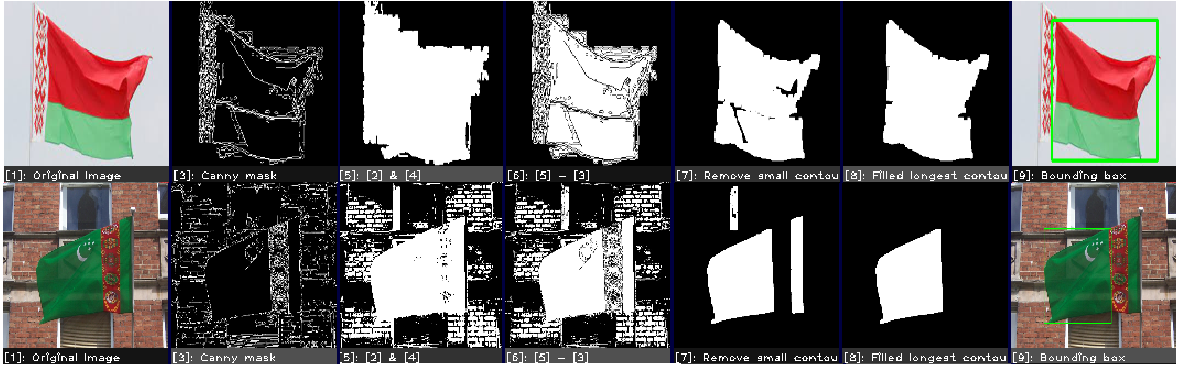 [1]: Original Image
[3]: Canny mask
[5]: [2] & [4]
[6]: [5] - [3]
[7]: Remove small contou
[8]: Filled longest contou
[9]: Bounding box
[1]: Original Image
[3]: Canny mask
[5]: [2] & [4]
[6]: [5] - [3]
[7]: Remove small contou
[8]: Filled longest contou
[9]: Bounding box